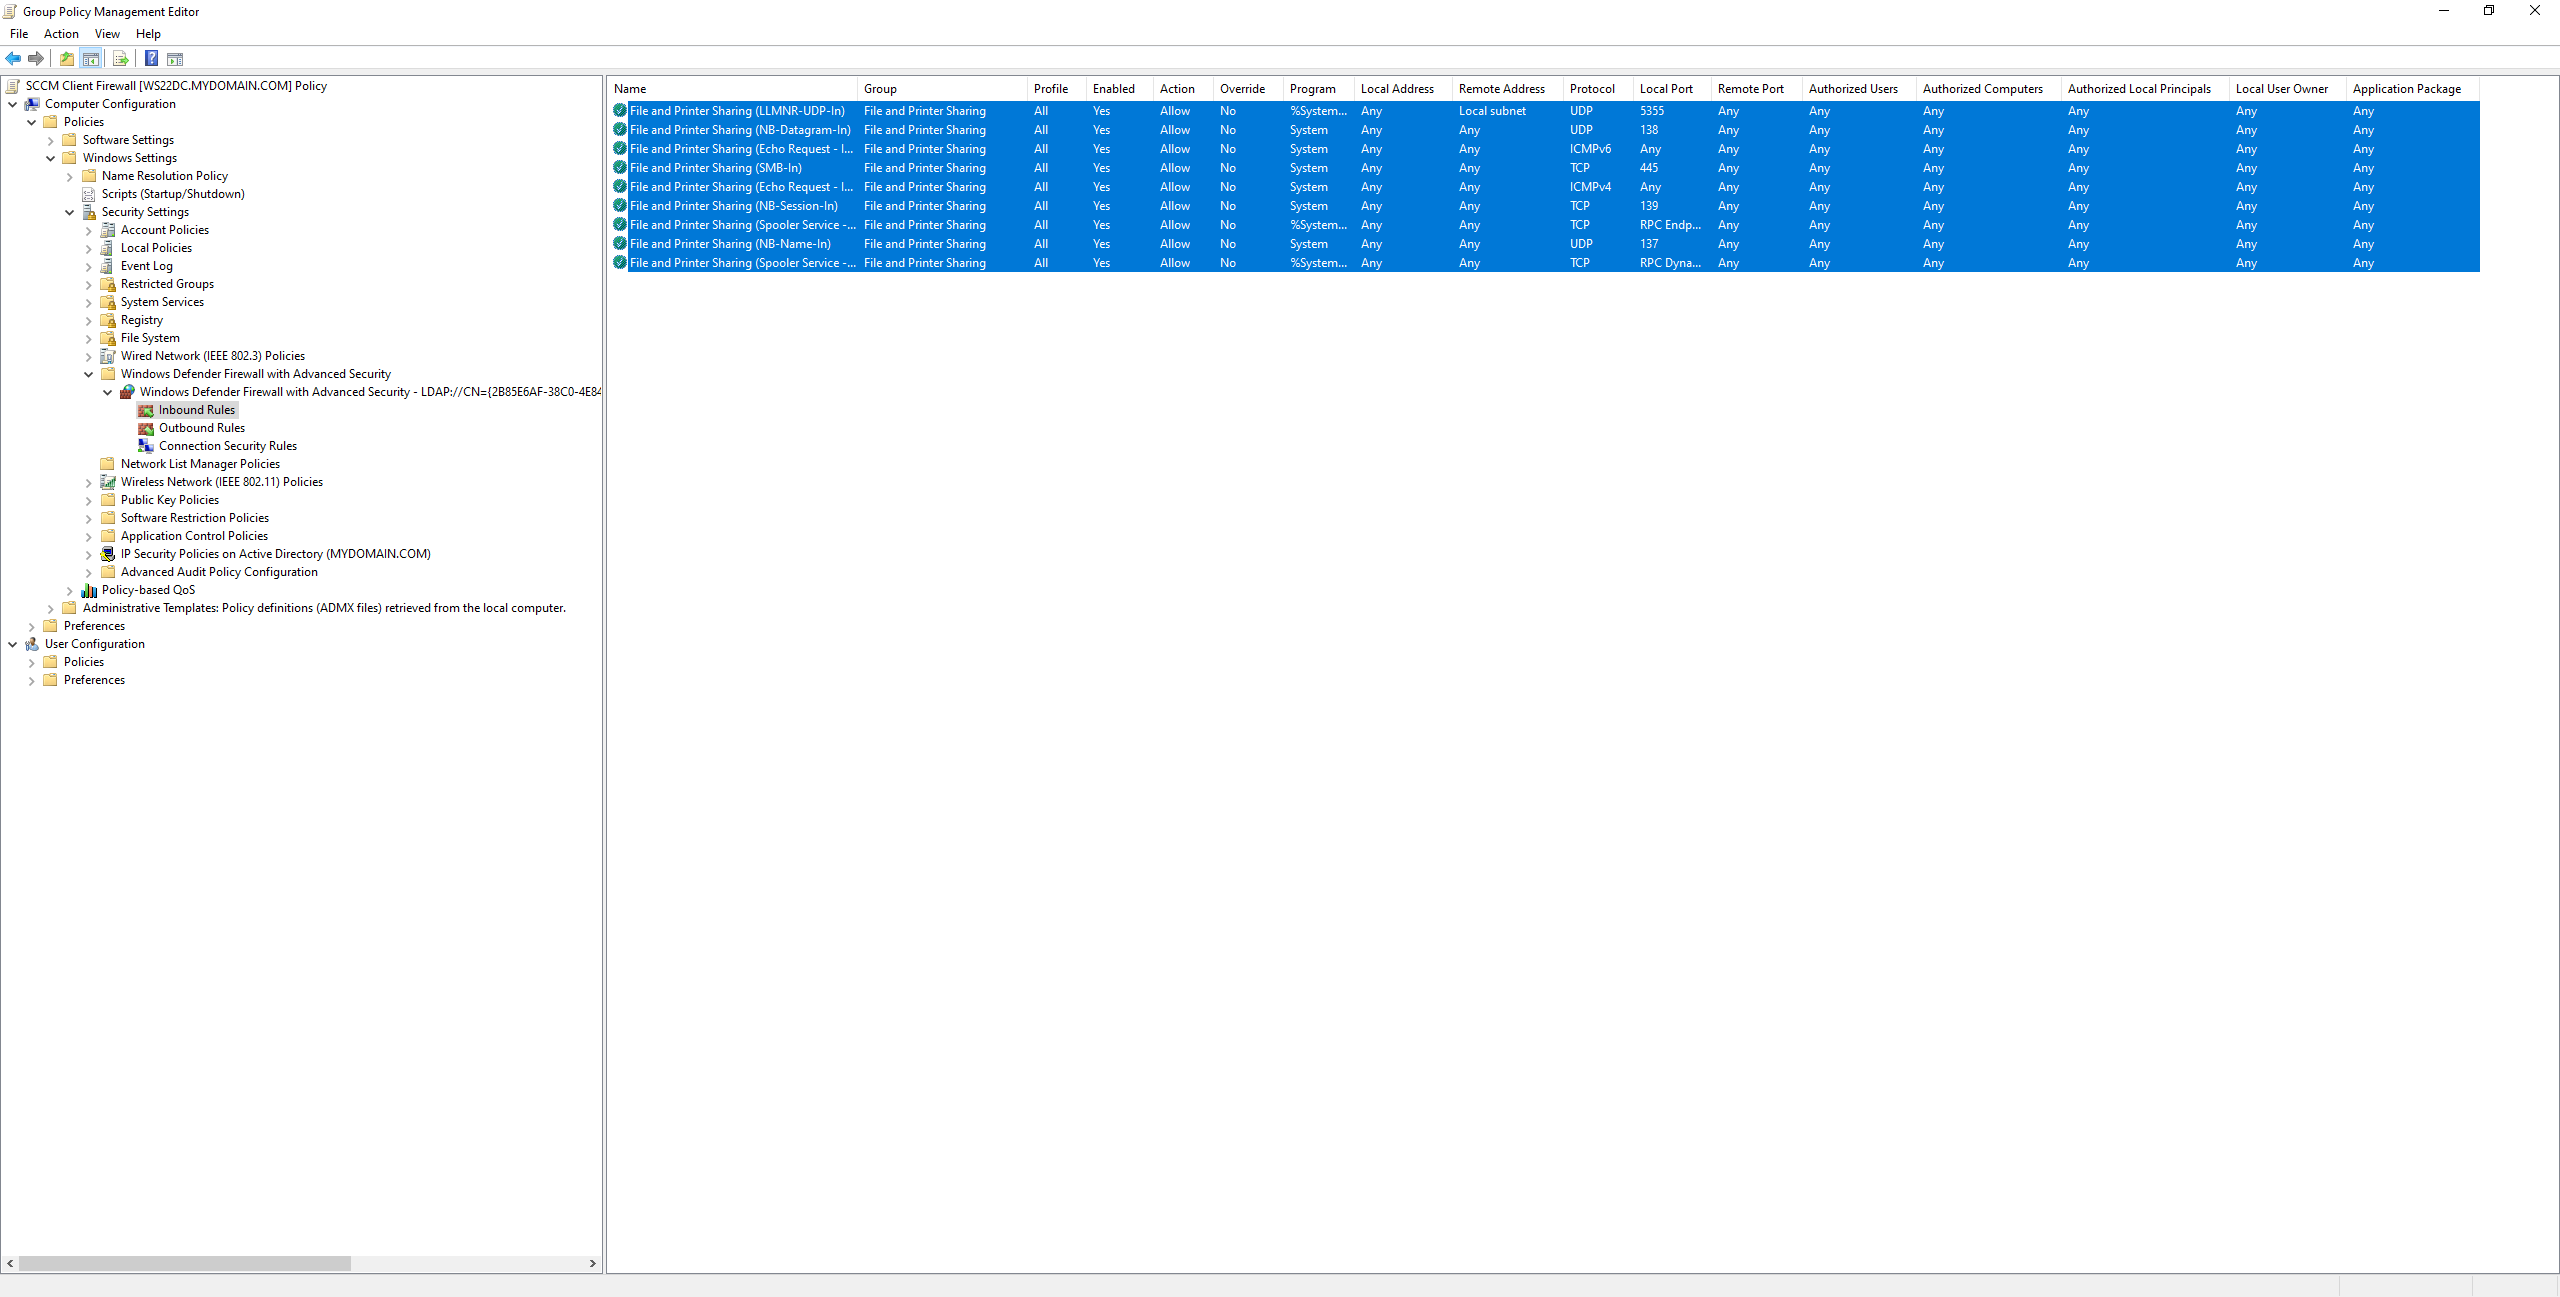 Group Policy Management Editor
File Action View Help
SCCM Client Firewall [WS22DC.MYDOMAIN.COM] Policy
Computer Configuration
Policies
Software Settings
Windows Settings
Name Resolution Policy
Scripts (Startup/Shutdown)
Security Settings
Account Policies
Local Policies
Event Log
Restricted Groups
System Services
Registry
File System
Wired Network (IEEE 802.3) Policies
Windows Defender Firewall with Advanced Security
Windows Defender Firewall with Advanced Security - LDAP://CN={2B85E6AF-38C0-4E84
Inbound Rules
Outbound Rules
Connection Security Rules
Network List Manager Policies
Wireless Network (IEEE 802.11) Policies
Public Key Policies
Software Restriction Policies
Application Control Policies
IP Security Policies on Active Directory (MYDOMAIN.COM)
Advanced Audit Policy Configuration
Policy-based QoS
Administrative Templates: Policy definitions (ADMX files) retrieved from the local computer.
Preferences
User Configuration
Policies
Preferences
Name Group Profile Enabled Action Override Program Local Address Remote Address Protocol Local Port Remote Port Authorized Users Authorized Computers Authorized Local Principals Local User Owner Application Package
File and Printer Sharing (LLMNR-UDP-In) File and Printer Sharing All Yes Allow No %System... Any Local subnet UDP 5355 Any Any Any Any Any Any
File and Printer Sharing (NB-Datagram-In) File and Printer Sharing All Yes Allow No System Any Any UDP 138 Any Any Any Any Any Any
File and Printer Sharing (Echo Request - I... File and Printer Sharing All Yes Allow No System Any Any ICMPv6 Any Any Any Any Any Any Any
File and Printer Sharing (SMB-In) File and Printer Sharing All Yes Allow No System Any Any TCP 445 Any Any Any Any Any Any
File and Printer Sharing (Echo Request - I... File and Printer Sharing All Yes Allow No System Any Any ICMPv4 Any Any Any Any Any Any Any
File and Printer Sharing (NB-Session-In) File and Printer Sharing All Yes Allow No System Any Any TCP 139 Any Any Any Any Any Any
File and Printer Sharing (Spooler Service -... File and Printer Sharing All Yes Allow No %System... Any Any TCP RPC Endp... Any Any Any Any Any Any
File and Printer Sharing (NB-Name-In) File and Printer Sharing All Yes Allow No System Any Any UDP 137 Any Any Any Any Any Any
File and Printer Sharing (Spooler Service -... File and Printer Sharing All Yes Allow No %System... Any Any TCP RPC Dyna... Any Any Any Any Any Any